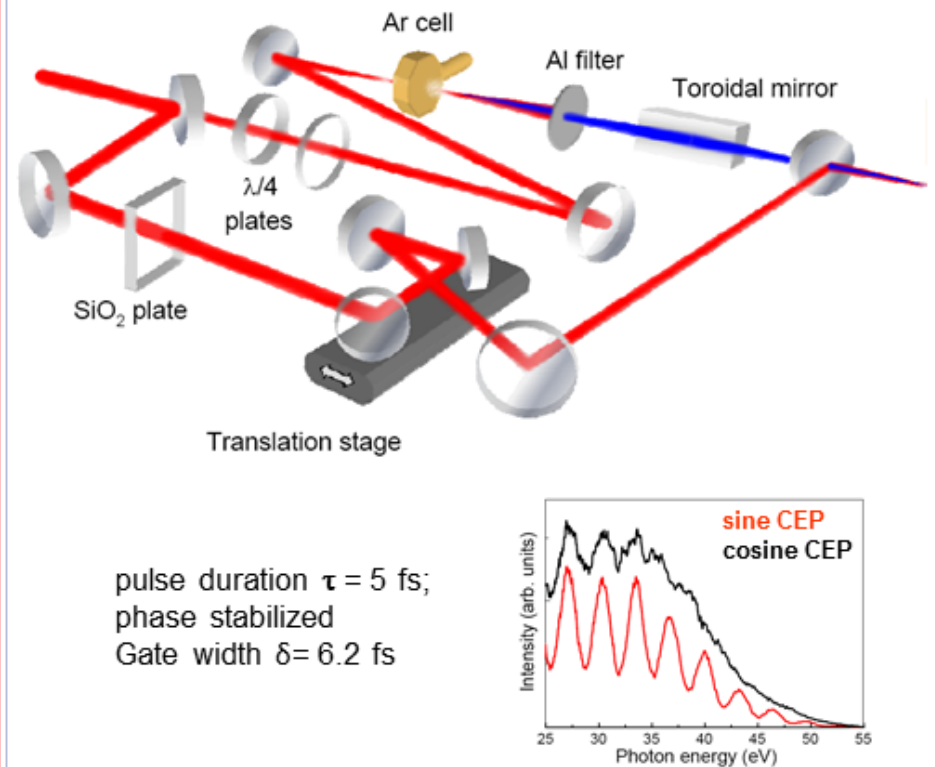 Ar cell
Al filter
Toroidal mirror
λ/4
plates
SiO₂ plate
Translation stage
pulse duration τ = 5 fs;
phase stabilized
Gate width δ= 6.2 fs
sine CEP
cosine CEP
Intensity (arb. units)
25 30 35 40 45 50 55
Photon energy (eV)